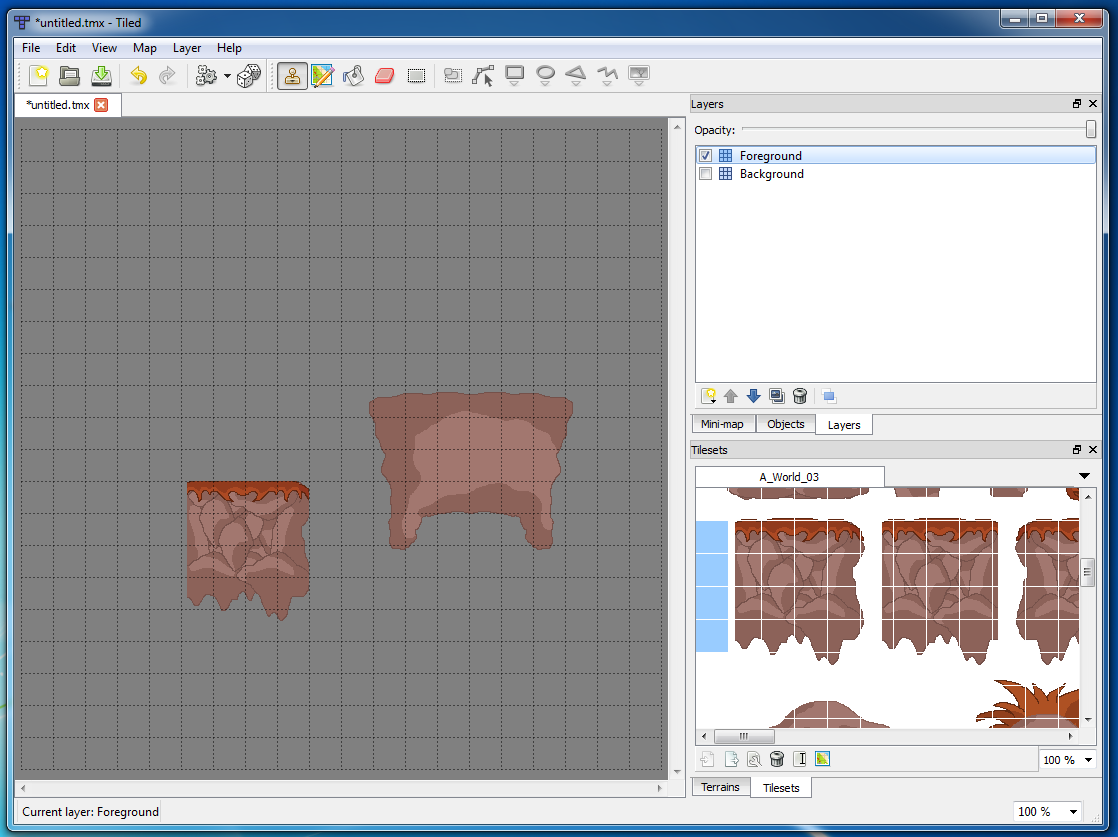 *untitled.tmx - Tiled
File Edit View Map Layer Help
*untitled.tmx
Layers
Opacity:
Foreground
Background
Mini-map Objects Layers
Tilesets
A_World_03
100 %
Terrains Tilesets
Current layer: Foreground
100 %